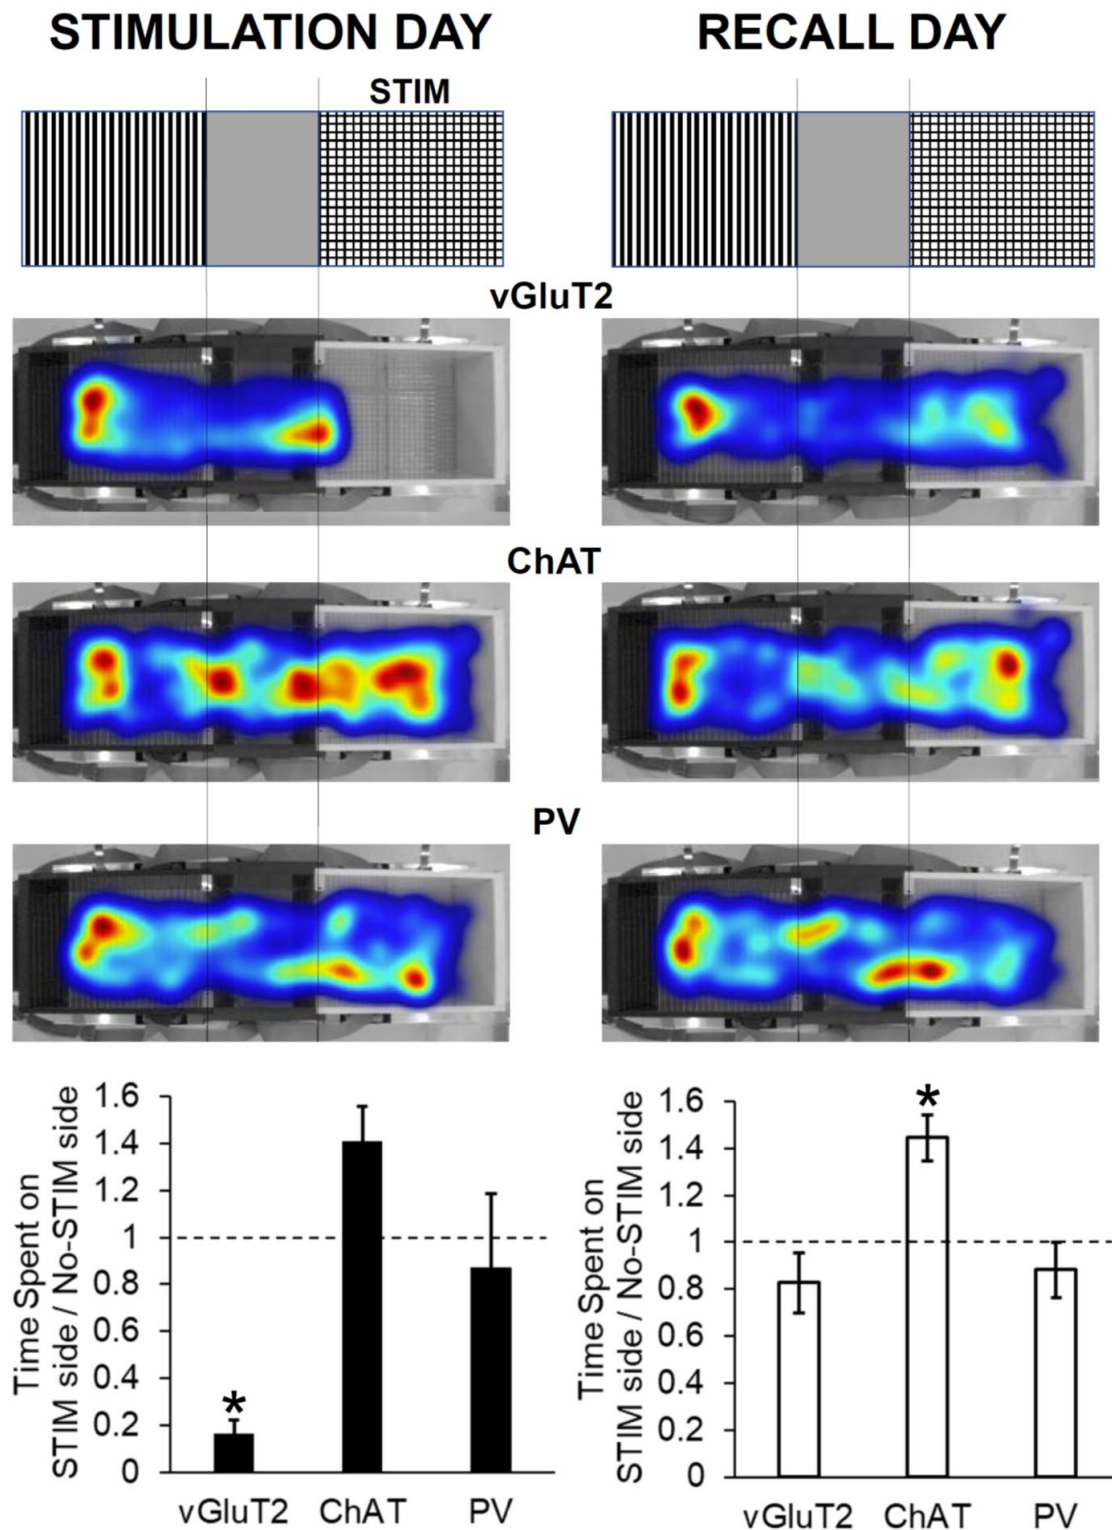 STIMULATION DAY
RECALL DAY
STIM
vGluT2
ChAT
PV
Time Spent on
STIM side / No-STIM side
1.6
1.4
1.2
1
0.8
0.6
0.4
0.2
0
*
vGluT2 ChAT PV
Time Spent on
STIM side / No-STIM side
1.6
1.4
1.2
1
0.8
0.6
0.4
0.2
0
*
vGluT2 ChAT PV